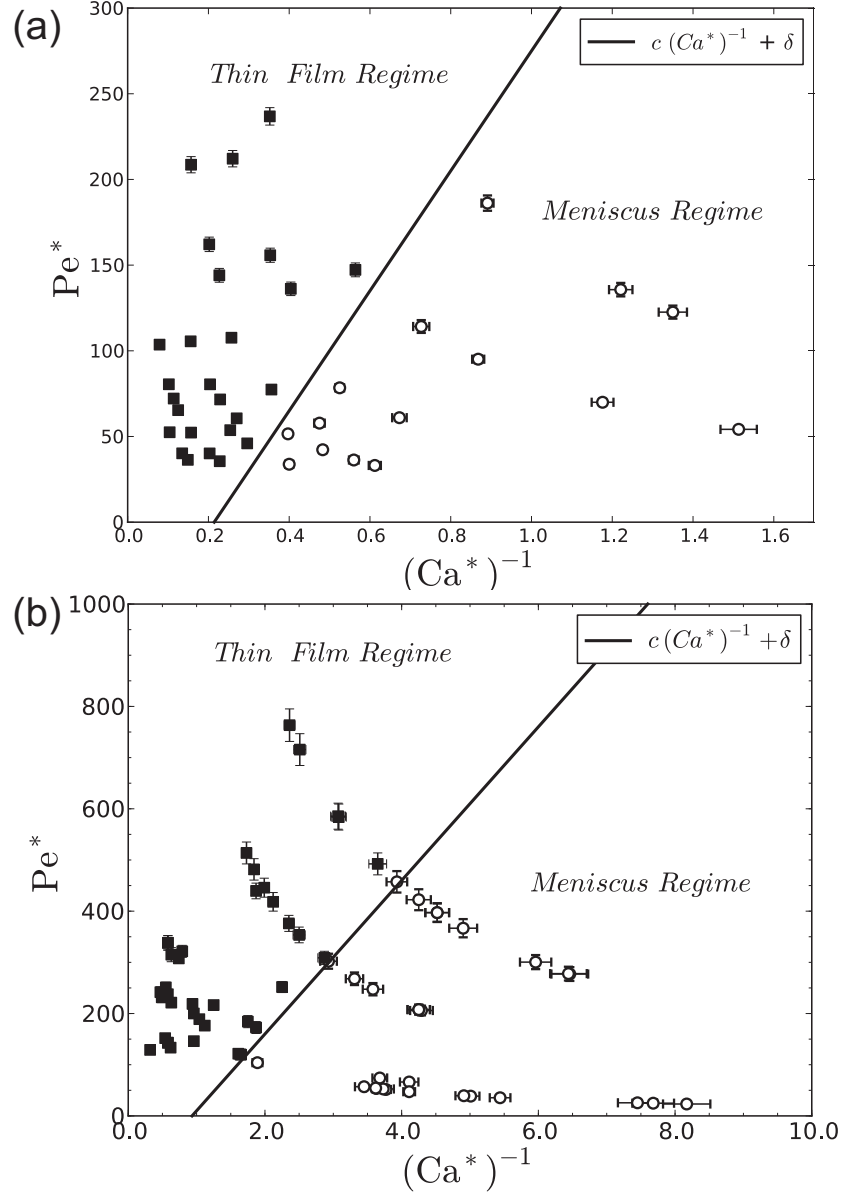 (a)
300
250
200
150
100
50
0
Pe*
Thin Film Regime
c (Ca*)⁻¹ + δ
Meniscus Regime
0.0 0.2 0.4 0.6 0.8 1.0 1.2 1.4 1.6
(Ca*)⁻¹
(b)
1000
800
600
400
200
0
Pe*
Thin Film Regime
c (Ca*)⁻¹ + δ
Meniscus Regime
0.0 2.0 4.0 6.0 8.0 10.0
(Ca*)⁻¹